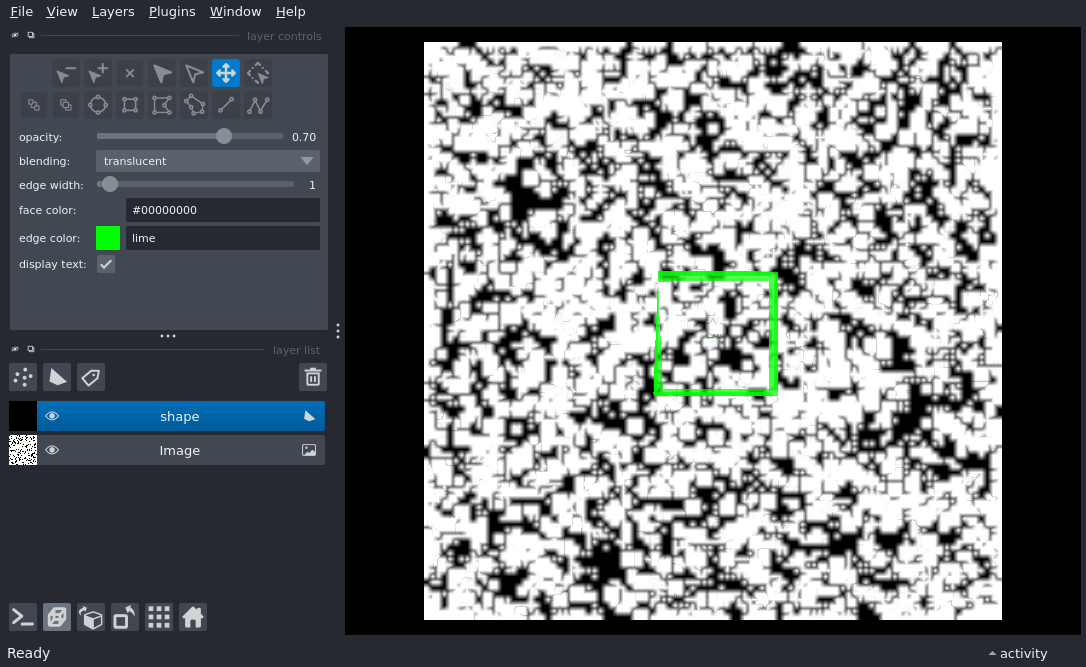 File View Layers Plugins Window Help
layer controls
opacity: 0.70
blending: translucent
edge width: 1
face color: #00000000
edge color: lime
display text:
layer list
shape
Image
Ready activity